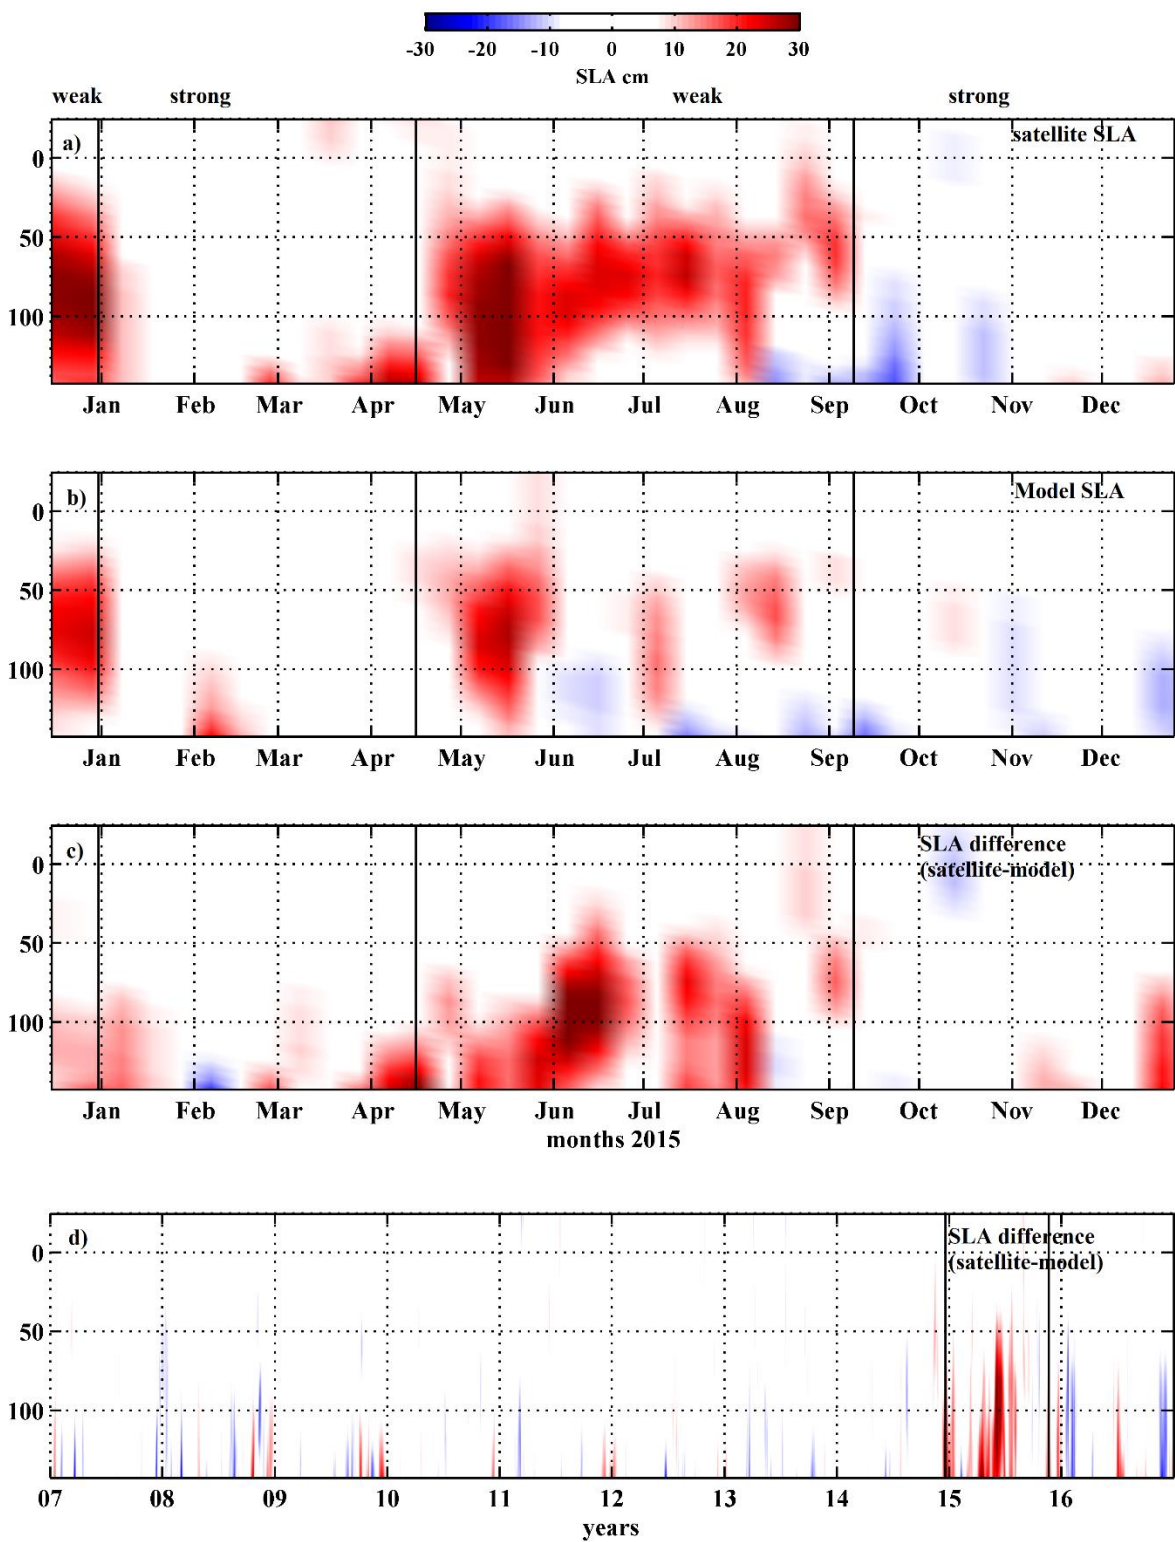 -30 -20 -10 0 10 20 30
SLA cm
weak strong weak strong
a) satellite SLA
0
50
100
Jan Feb Mar Apr May Jun Jul Aug Sep Oct Nov Dec
b) Model SLA
0
50
100
Jan Feb Mar Apr May Jun Jul Aug Sep Oct Nov Dec
c) SLA difference
(satellite-model)
0
50
100
Jan Feb Mar Apr May Jun Jul Aug Sep Oct Nov Dec
months 2015
d) SLA difference
(satellite-model)
0
50
100
07 08 09 10 11 12 13 14 15 16
years